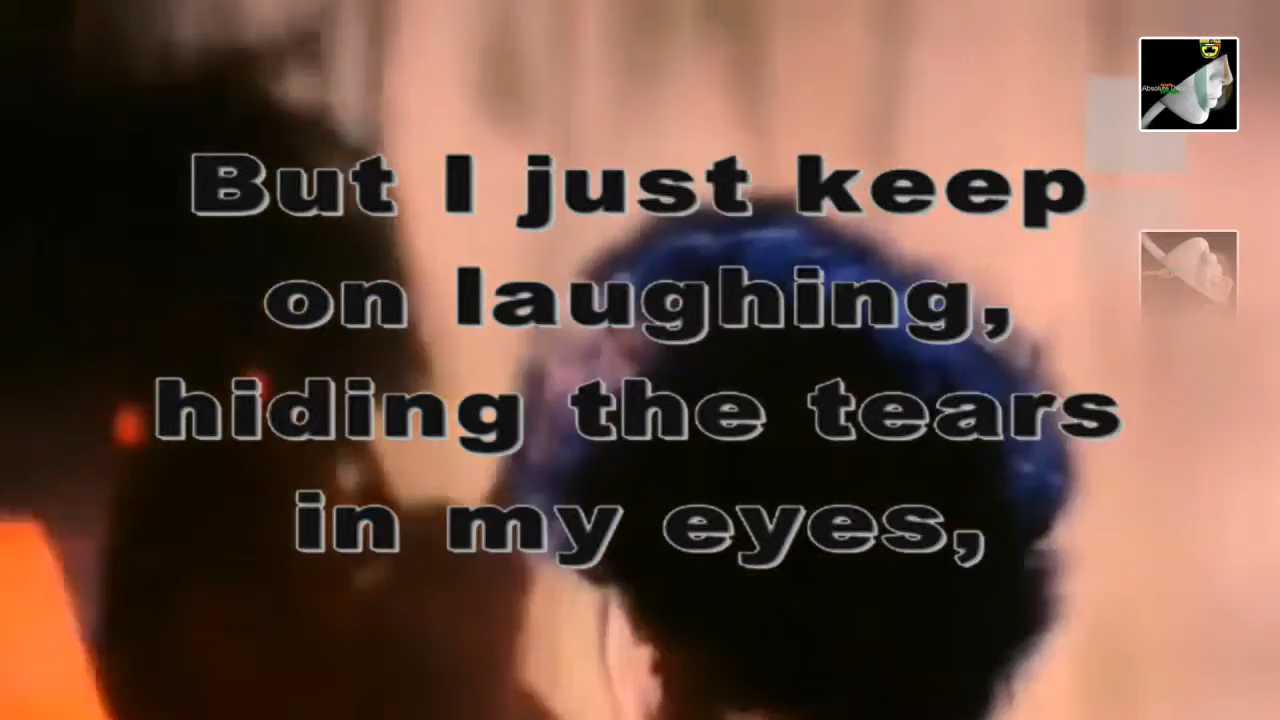 But I just keep
on laughing,
hiding the tears
in my eyes,